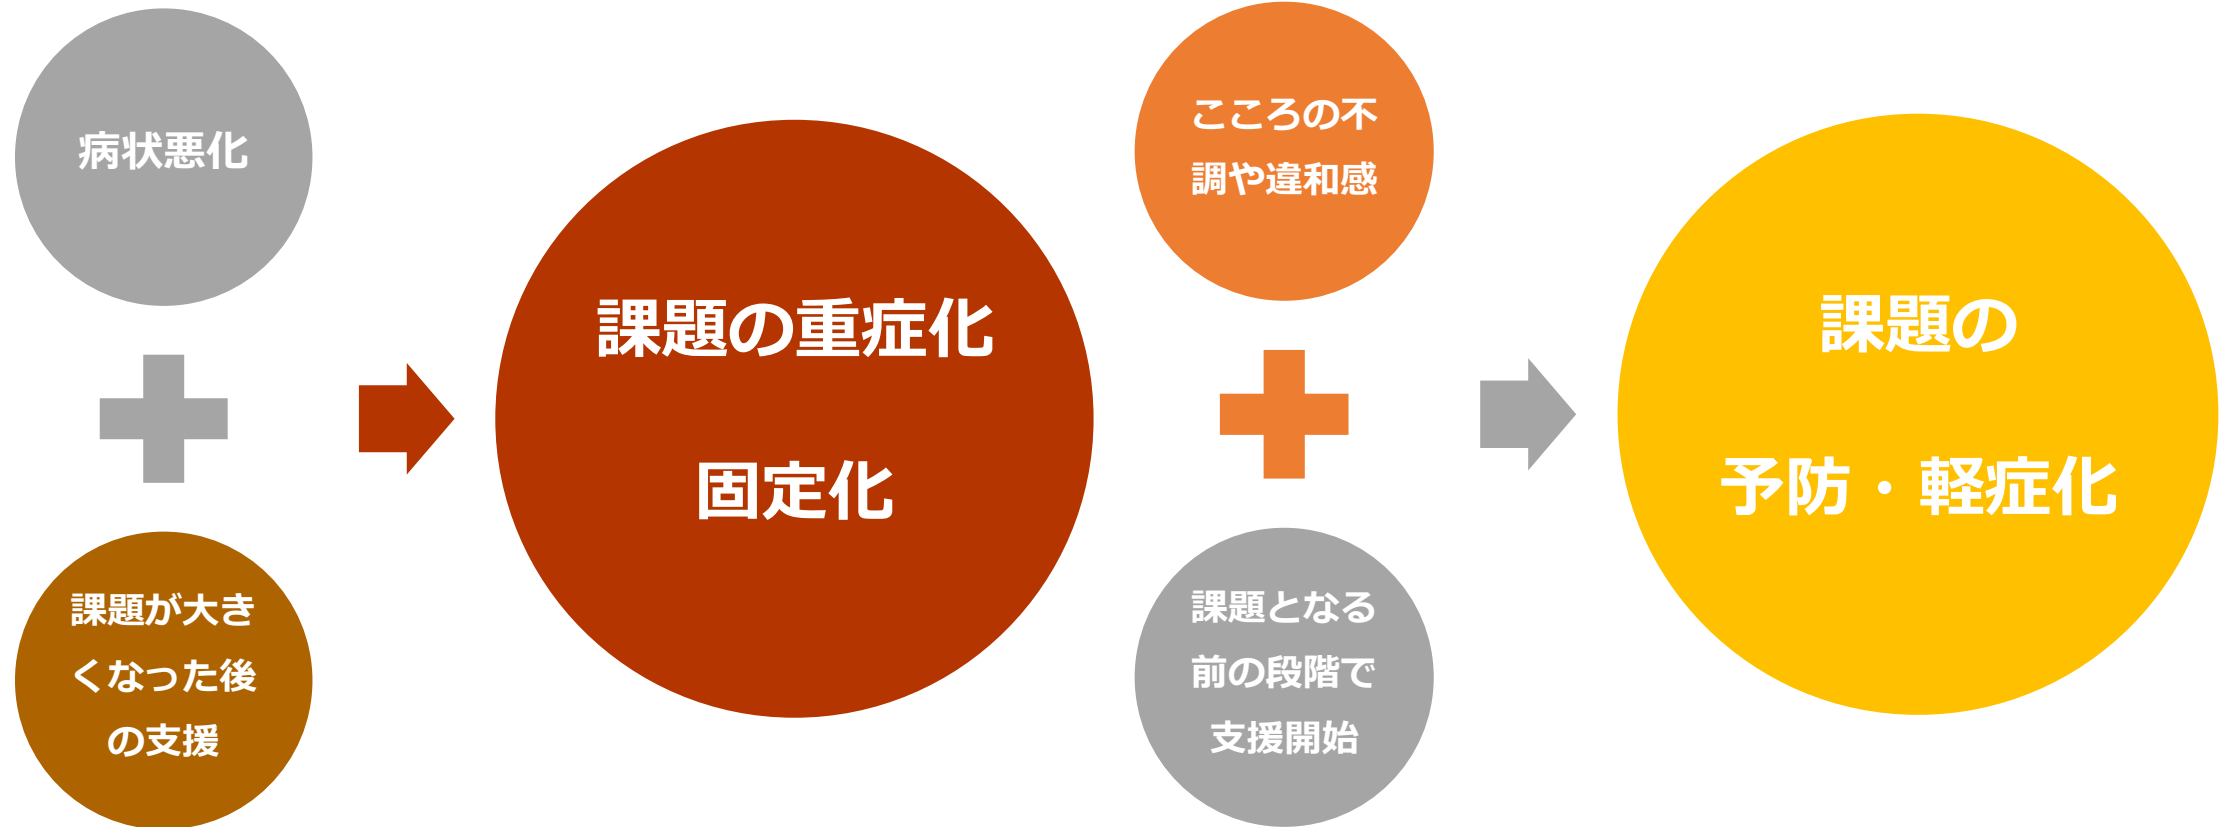 病状悪化
課題が大き
くなった後
の支援
課題の重症化
固定化
こころの不
調や違和感
課題となる
前の段階で
支援開始
課題の
予防・軽症化